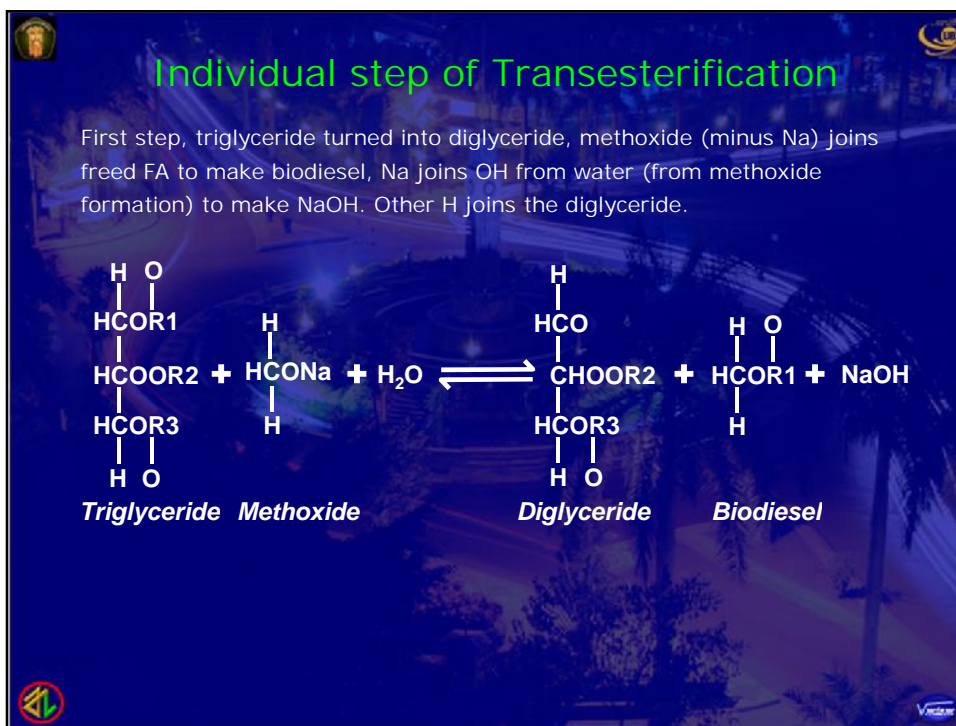 Individual step of Transesterification
First step, triglyceride turned into diglyceride, methoxide (minus Na) joins
freed FA to make biodiesel, Na joins OH from water (from methoxide
formation) to make NaOH. Other H joins the diglyceride.
H O H
HCOR1 H HCO H O
HCOOR2 + HCONa + H₂O ⇌ CHOOR2 + HCOR1 + NaOH
HCOR3 H HCOR3 H
H O H O
Triglyceride Methoxide Diglyceride Biodiesel